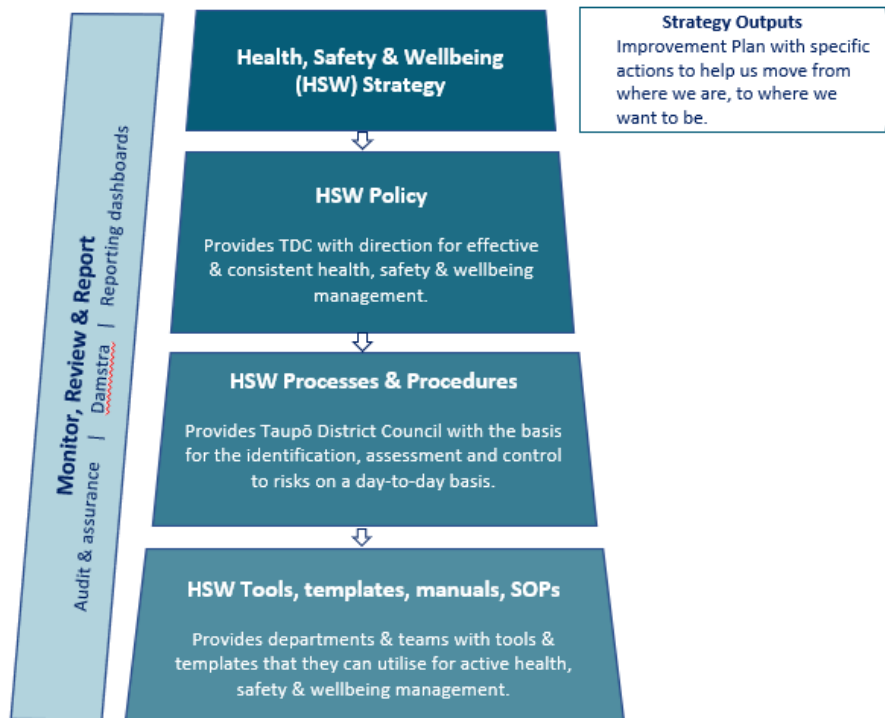 Health, Safety & Wellbeing
(HSW) Strategy
Strategy Outputs
Improvement Plan with specific
actions to help us move from
where we are, to where we
want to be.
HSW Policy
Provides TDC with direction for effective
& consistent health, safety & wellbeing
management.
HSW Processes & Procedures
Provides Taupō District Council with the basis
for the identification, assessment and control
to risks on a day-to-day basis.
HSW Tools, templates, manuals, SOPs
Provides departments & teams with tools &
templates that they can utilise for active health,
safety & wellbeing management.
Monitor, Review & Report
Audit & assurance | Damstra | Reporting dashboards